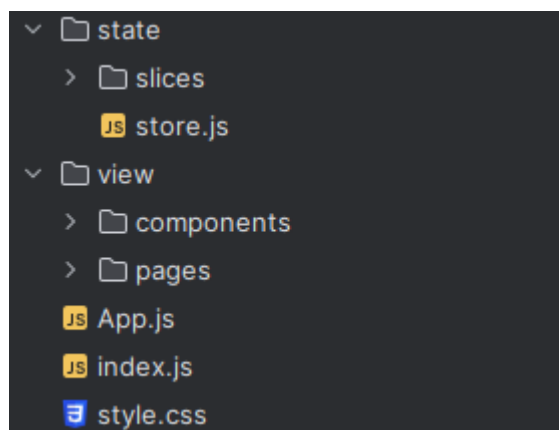 state
slices
JS store.js
view
components
pages
JS App.js
JS index.js
style.css